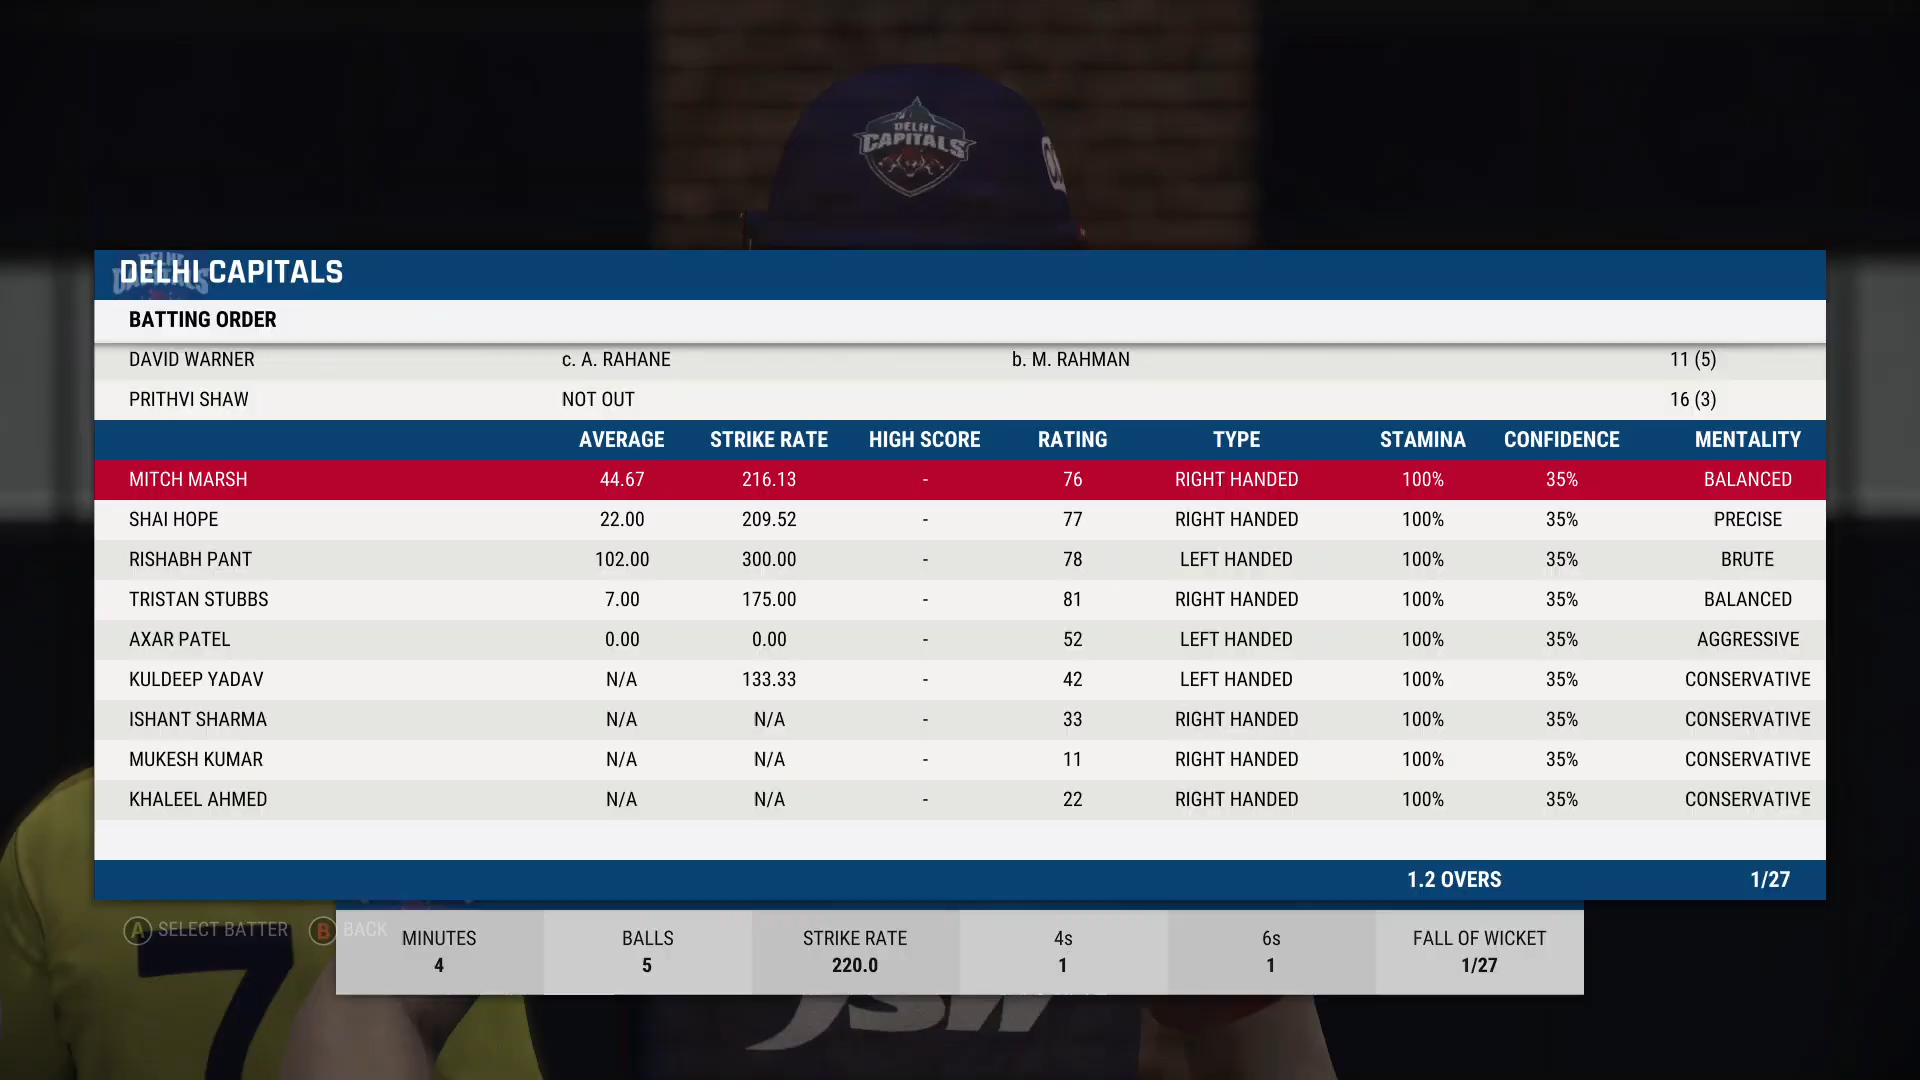 DELHI
CAPITALS
DELHI CAPITALS
BATTING ORDER
DAVID WARNER c. A. RAHANE b. M. RAHMAN 11 (5)
PRITHVI SHAW NOT OUT 16 (3)
AVERAGE STRIKE RATE HIGH SCORE RATING TYPE STAMINA CONFIDENCE MENTALITY
MITCH MARSH 44.67 216.13 - 76 RIGHT HANDED 100% 35% BALANCED
SHAI HOPE 22.00 209.52 - 77 RIGHT HANDED 100% 35% PRECISE
RISHABH PANT 102.00 300.00 - 78 LEFT HANDED 100% 35% BRUTE
TRISTAN STUBBS 7.00 175.00 - 81 RIGHT HANDED 100% 35% BALANCED
AXAR PATEL 0.00 0.00 - 52 LEFT HANDED 100% 35% AGGRESSIVE
KULDEEP YADAV N/A 133.33 - 42 LEFT HANDED 100% 35% CONSERVATIVE
ISHANT SHARMA N/A N/A - 33 RIGHT HANDED 100% 35% CONSERVATIVE
MUKESH KUMAR N/A N/A - 11 RIGHT HANDED 100% 35% CONSERVATIVE
KHALEEL AHMED N/A N/A - 22 RIGHT HANDED 100% 35% CONSERVATIVE
1.2 OVERS 1/27
A SELECT BATTER B BACK
MINUTES BALLS STRIKE RATE 4s 6s FALL OF WICKET
4 5 220.0 1 1 1/27
7
JSW